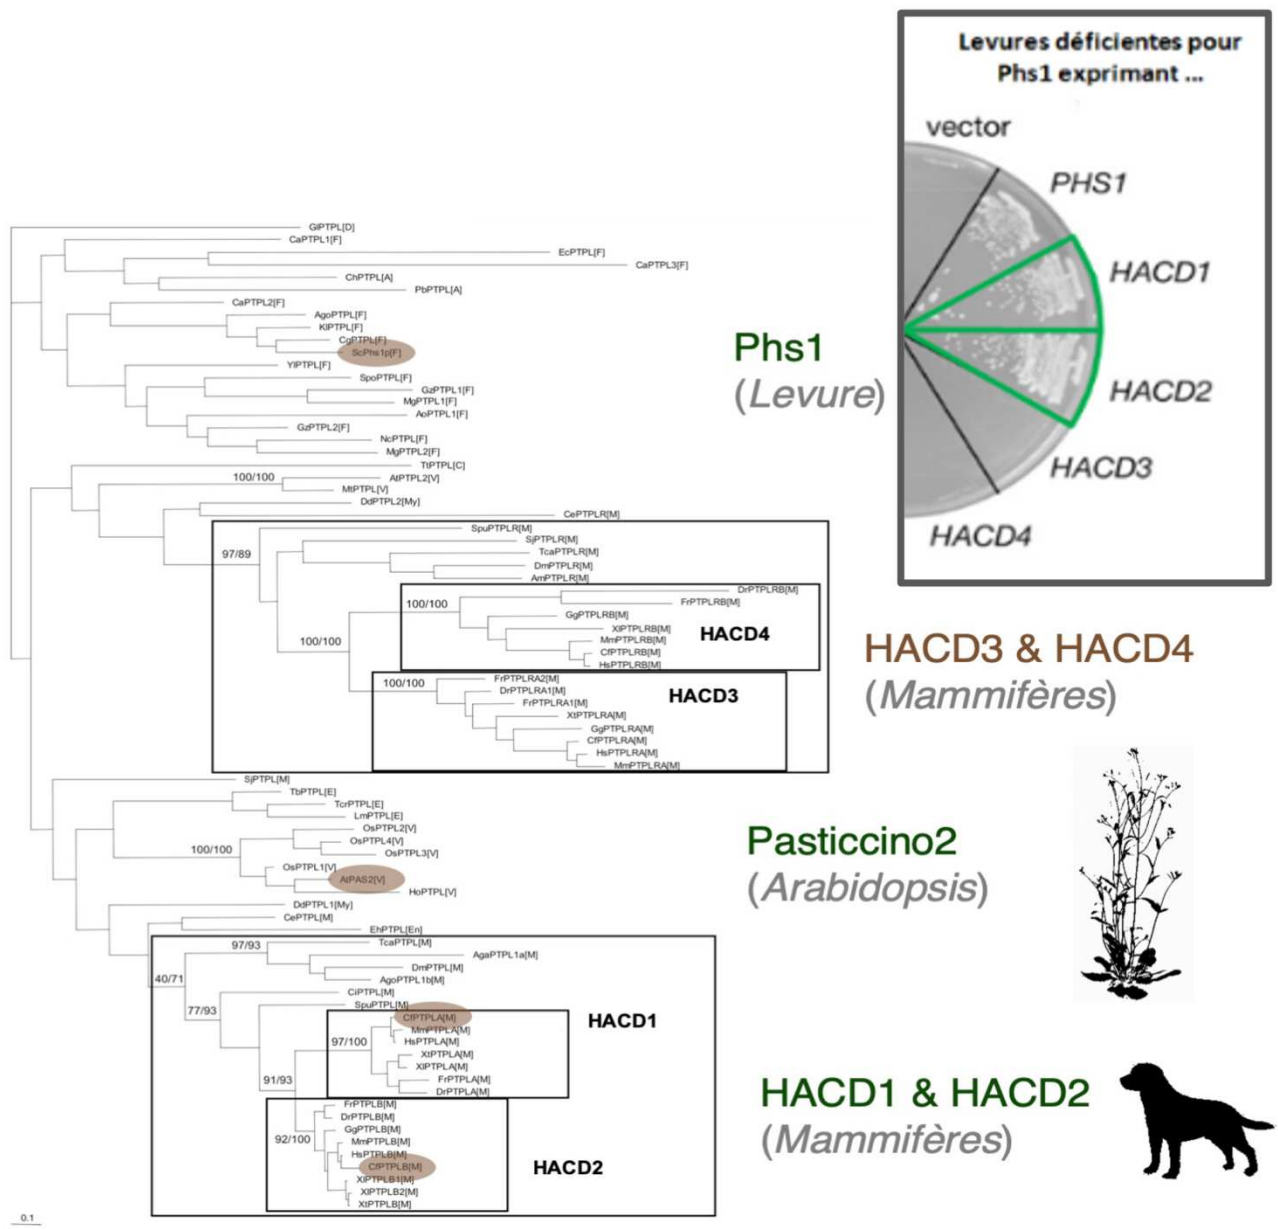 Levures déficientes pour
Phs1 exprimant ...
vector
PHS1
HACD1
HACD2
HACD3
HACD4
GlPTPL[D]
CaPTPL1[F]
EcPTPL[F]
CaPTPL3[F]
ChPTPL[A]
PbPTPL[A]
CaPTPL2[F]
AgoPTPL[F]
KlPTPL[F]
CgPTPL[F]
ScPhs1p[F]
YlPTPL[F]
SpoPTPL[F]
GzPTPL1[F]
MgPTPL1[F]
AoPTPL1[F]
GzPTPL2[F]
NcPTPL[F]
MgPTPL2[F]
Phs1
(Levure)
TtPTPL[C]
100/100
AtPTPL2[V]
MtPTPL[V]
DdPTPL2[My]
CePTPLR[M]
97/89
SpuPTPLR[M]
SjPTPLR[M]
TcaPTPLR[M]
DmPTPLR[M]
AmPTPLR[M]
100/100
100/100
DrPTPLRB[M]
FrPTPLRB[M]
GgPTPLRB[M]
XlPTPLRB[M]
MmPTPLRB[M]
CfPTPLRB[M]
HsPTPLRB[M]
HACD4
100/100
FrPTPLRA2[M]
DrPTPLRA1[M]
FrPTPLRA1[M]
XtPTPLRA[M]
GgPTPLRA[M]
CfPTPLRA[M]
HsPTPLRA[M]
MmPTPLRA[M]
HACD3
HACD3 & HACD4
(Mammifères)
SjPTPL[M]
TbPTPL[E]
TcrPTPL[E]
LmPTPL[E]
100/100
OsPTPL2[V]
OsPTPL4[V]
OsPTPL3[V]
OsPTPL1[V]
AtPAS2[V]
HoPTPL[V]
Pasticcino2
(Arabidopsis)
DdPTPL1[My]
CePTPL[M]
EhPTPL[En]
40/71
97/93
TcaPTPL[M]
AgaPTPL1a[M]
DmPTPL[M]
AgoPTPL1b[M]
77/93
CiPTPL[M]
SpuPTPL[M]
91/93
97/100
CfPTPLA[M]
MmPTPLA[M]
HsPTPLA[M]
XtPTPLA[M]
XlPTPLA[M]
FrPTPLA[M]
DrPTPLA[M]
HACD1
92/100
FrPTPLB[M]
DrPTPLB[M]
GgPTPLB[M]
MmPTPLB[M]
HsPTPLB[M]
CfPTPLB[M]
XlPTPLB1[M]
XlPTPLB2[M]
XtPTPLB[M]
HACD2
HACD1 & HACD2
(Mammifères)
0.1